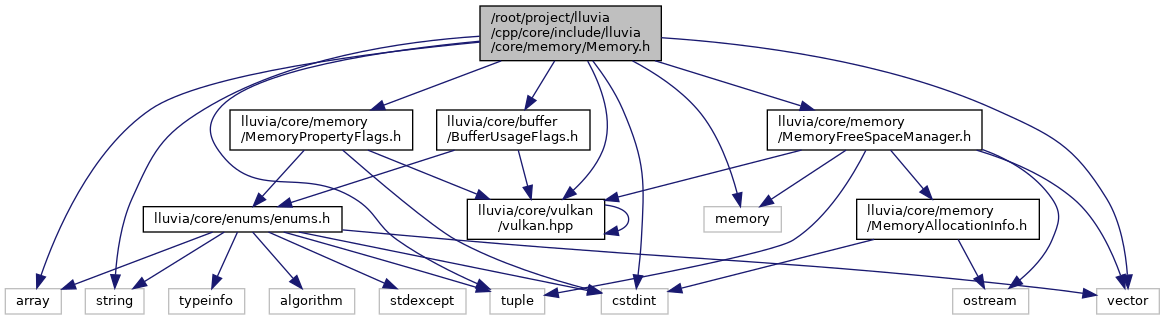 /root/project/lluvia
/cpp/core/include/lluvia
/core/memory/Memory.h
lluvia/core/memory
/MemoryPropertyFlags.h
lluvia/core/buffer
/BufferUsageFlags.h
lluvia/core/memory
/MemoryFreeSpaceManager.h
lluvia/core/enums/enums.h
lluvia/core/vulkan
/vulkan.hpp
memory
lluvia/core/memory
/MemoryAllocationInfo.h
array
string
typeinfo
algorithm
stdexcept
tuple
cstdint
ostream
vector